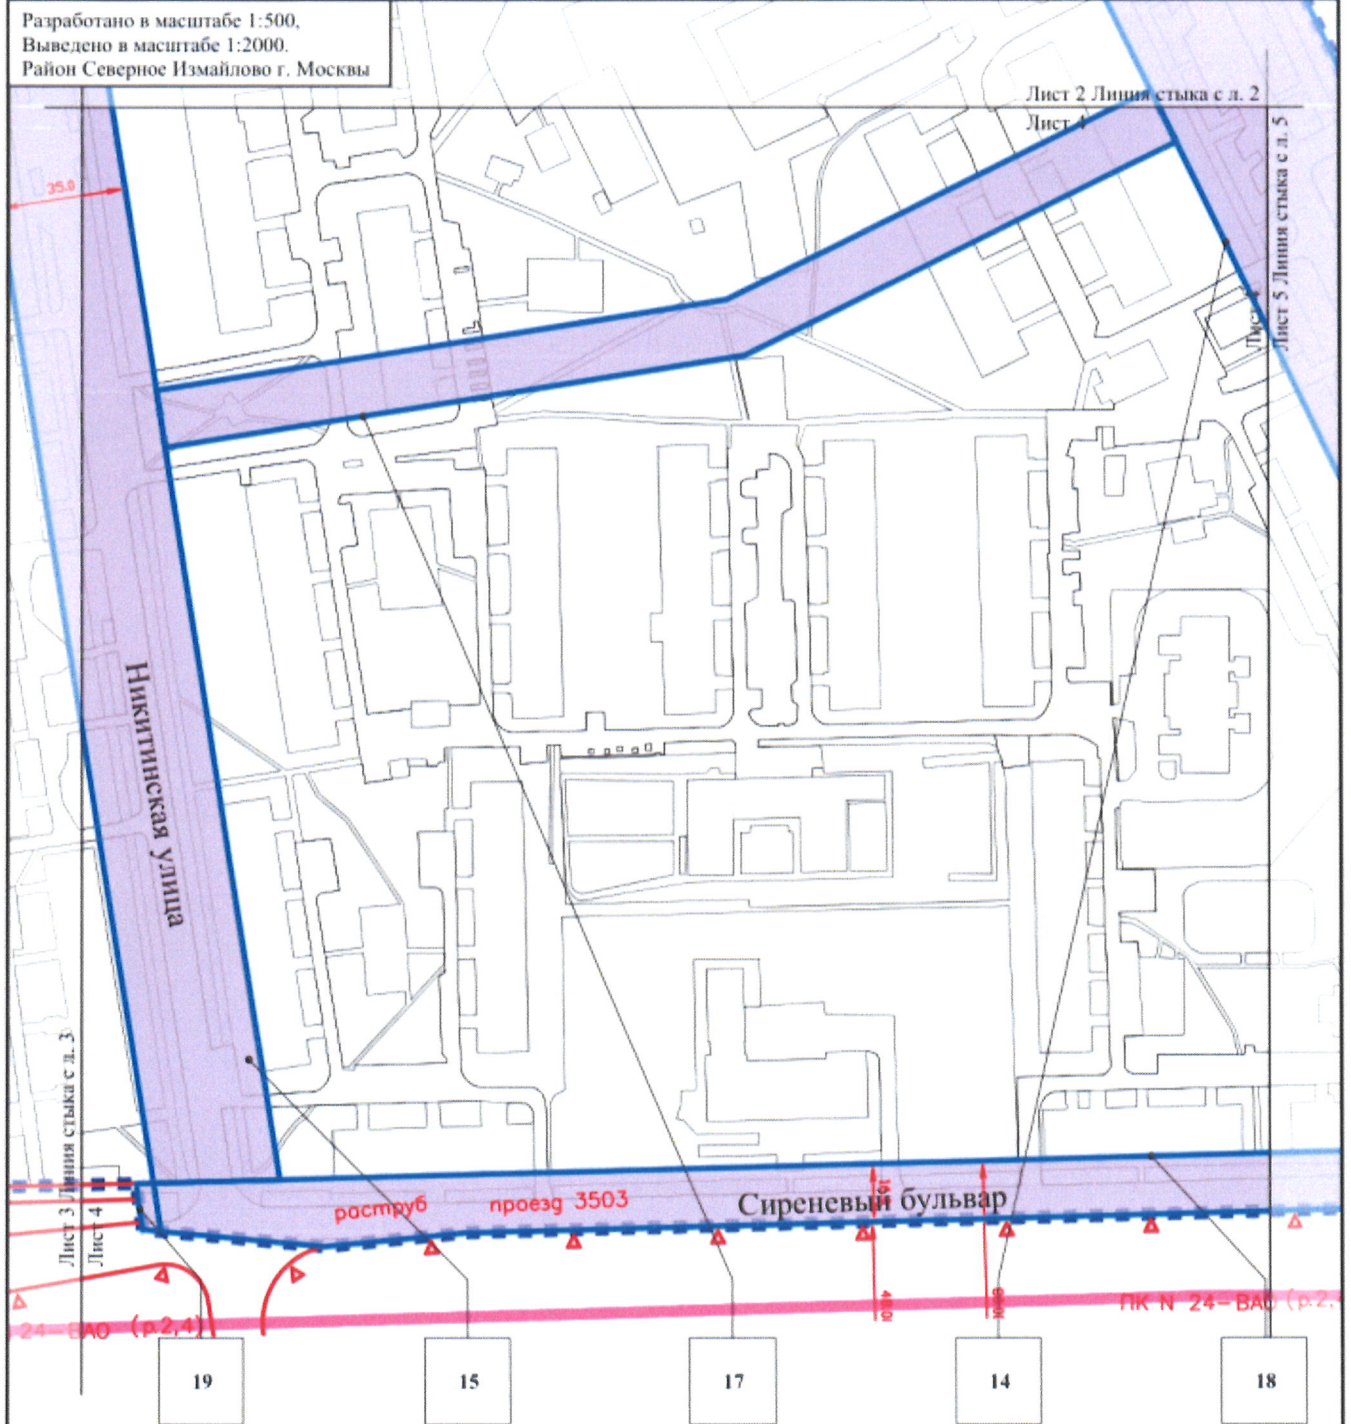 Разработано в масштабе 1:500,
Выведено в масштабе 1:2000.
Район Северное Измайлово г. Москвы
Лист 2 Линия стыка с л. 2
Лист 4
35.0
Лист 5 Линия стыка с л. 5
Лист
Никитинская улица
Лист 3 Линия стыка с л. 3
Лист 4
раструб проезд 3503
Сиреневый бульвар
ПК N 24-ВАО (р.2,
24-ВАО (р.2,4)
19 15 17 14 18